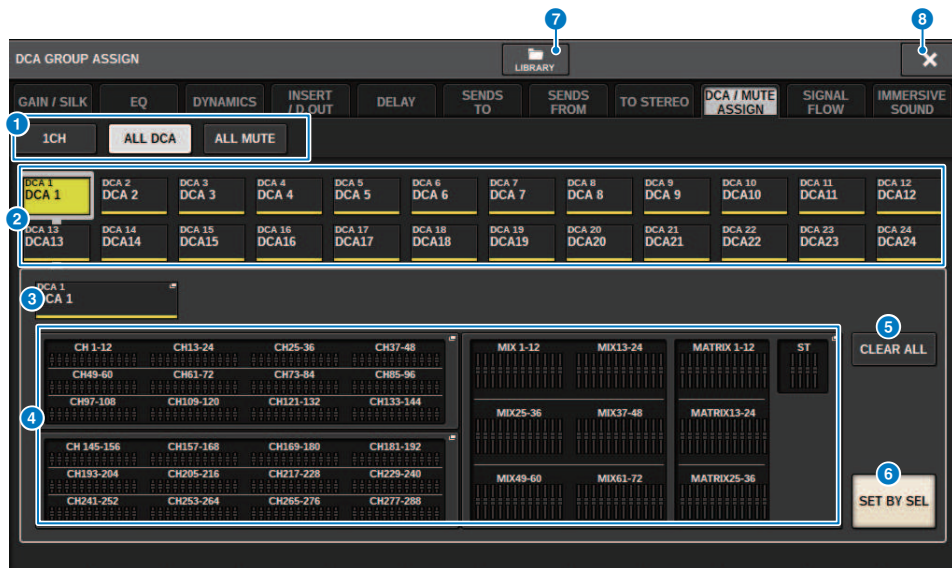 7
8
DCA GROUP ASSIGN
LIBRARY
GAIN / SILK EQ DYNAMICS INSERT / D.OUT DELAY SENDS TO SENDS FROM TO STEREO DCA / MUTE ASSIGN SIGNAL FLOW IMMERSIVE SOUND
1
1CH ALL DCA ALL MUTE
2
DCA 1 DCA 2 DCA 3 DCA 4 DCA 5 DCA 6 DCA 7 DCA 8 DCA 9 DCA 10 DCA 11 DCA 12
DCA 1 DCA 2 DCA 3 DCA 4 DCA 5 DCA 6 DCA 7 DCA 8 DCA 9 DCA10 DCA11 DCA12
DCA 13 DCA 14 DCA 15 DCA 16 DCA 17 DCA 18 DCA 19 DCA 20 DCA 21 DCA 22 DCA 23 DCA 24
DCA13 DCA14 DCA15 DCA16 DCA17 DCA18 DCA19 DCA20 DCA21 DCA22 DCA23 DCA24
3
DCA 1
DCA 1
4
CH 1-12 CH13-24 CH25-36 CH37-48
CH49-60 CH61-72 CH73-84 CH85-96
CH97-108 CH109-120 CH121-132 CH133-144
CH 145-156 CH157-168 CH169-180 CH181-192
CH193-204 CH205-216 CH217-228 CH229-240
CH241-252 CH253-264 CH265-276 CH277-288
MIX 1-12 MIX13-24 MATRIX 1-12 ST
MIX25-36 MIX37-48 MATRIX13-24
MIX49-60 MIX61-72 MATRIX25-36
5
CLEAR ALL
6
SET BY SEL